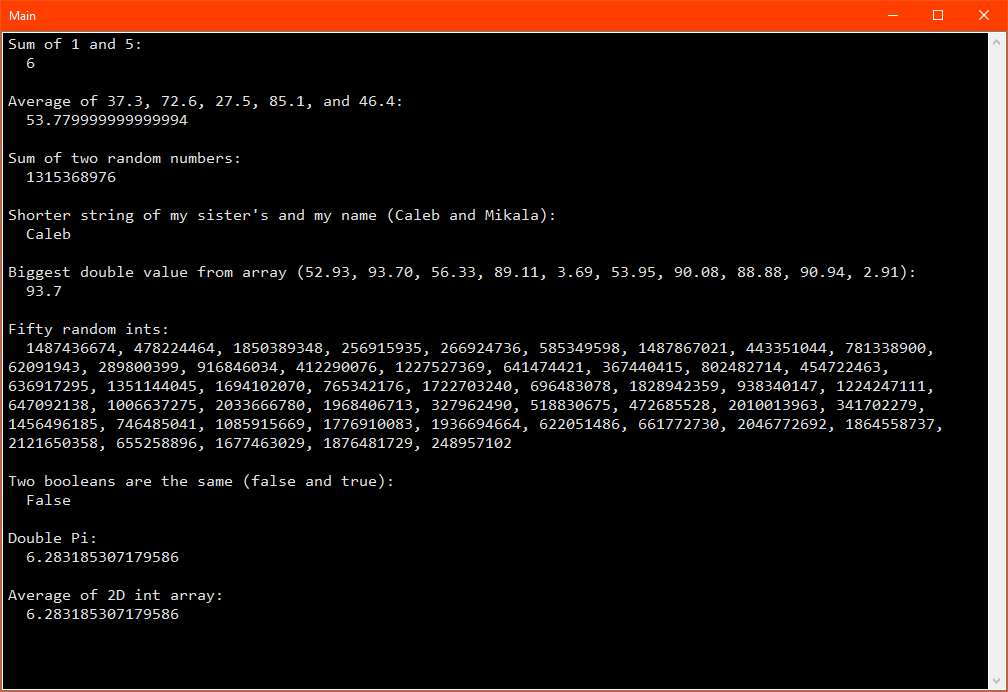 Main
Sum of 1 and 5:
6
Average of 37.3, 72.6, 27.5, 85.1, and 46.4:
53.779999999999994
Sum of two random numbers:
1315368976
Shorter string of my sister's and my name (Caleb and Mikala):
Caleb
Biggest double value from array (52.93, 93.70, 56.33, 89.11, 3.69, 53.95, 90.08, 88.88, 90.94, 2.91):
93.7
Fifty random ints:
1487436674, 478224464, 1850389348, 256915935, 266924736, 585349598, 1487867021, 443351044, 781338900,
62091943, 289800399, 916846034, 412290076, 1227527369, 641474421, 367440415, 802482714, 454722463,
636917295, 1351144045, 1694102070, 765342176, 1722703240, 696483078, 1828942359, 938340147, 1224247111,
647092138, 1006637275, 2033666780, 1968406713, 327962490, 518830675, 472685528, 2010013963, 341702279,
1456496185, 746485041, 1085915669, 1776910083, 1936694664, 622051486, 661772730, 2046772692, 1864558737,
2121650358, 655258896, 1677463029, 1876481729, 248957102
Two booleans are the same (false and true):
False
Double Pi:
6.283185307179586
Average of 2D int array:
6.283185307179586